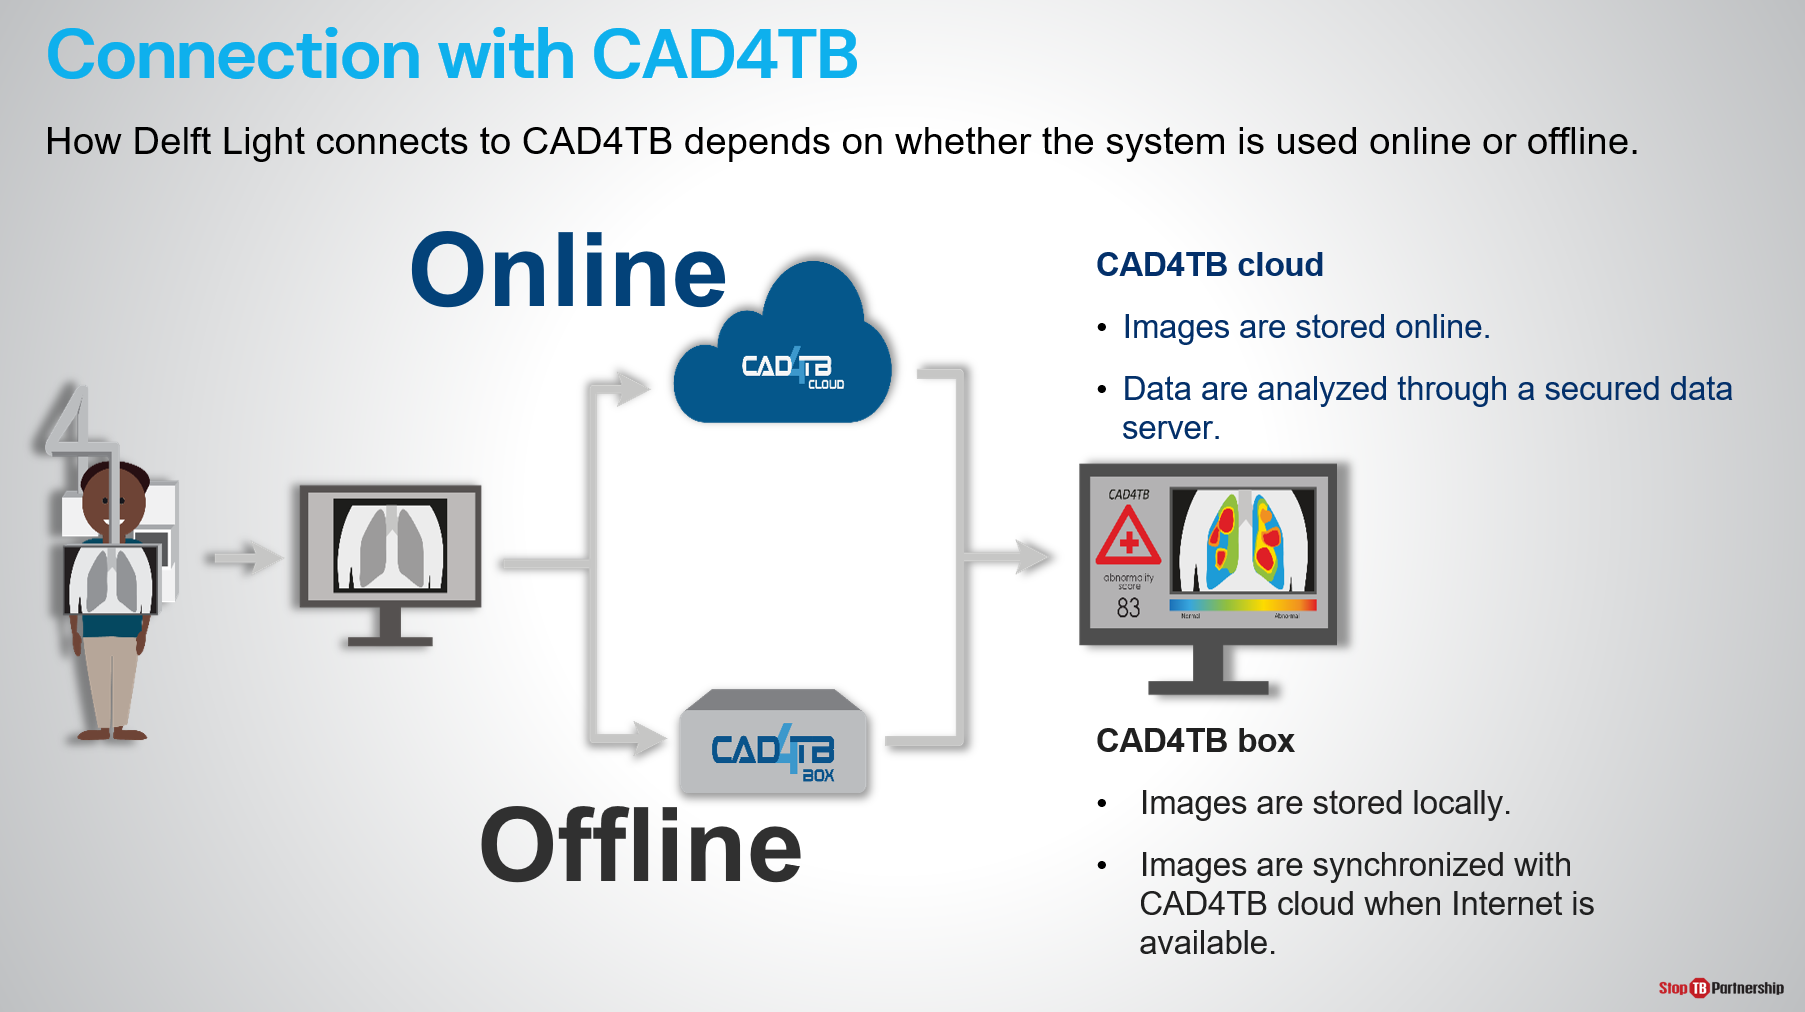 Connection with CAD4TB
How Delft Light connects to CAD4TB depends on whether the system is used online or offline.
Online
CAD4TB
CLOUD
CAD4TB cloud
• Images are stored online.
• Data are analyzed through a secured data
server.
CAD4TB
abnormality
score
83
Normal
Abnormal
CAD4TB
BOX
Offline
CAD4TB box
• Images are stored locally.
• Images are synchronized with
CAD4TB cloud when Internet is
available.
Stop TB Partnership